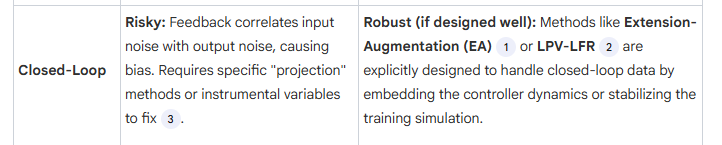 Closed-Loop
Risky: Feedback correlates input
noise with output noise, causing
bias. Requires specific "projection"
methods or instrumental variables
to fix 3 .
Robust (if designed well): Methods like Extension-
Augmentation (EA) 1 or LPV-LFR 2 are
explicitly designed to handle closed-loop data by
embedding the controller dynamics or stabilizing the
training simulation.